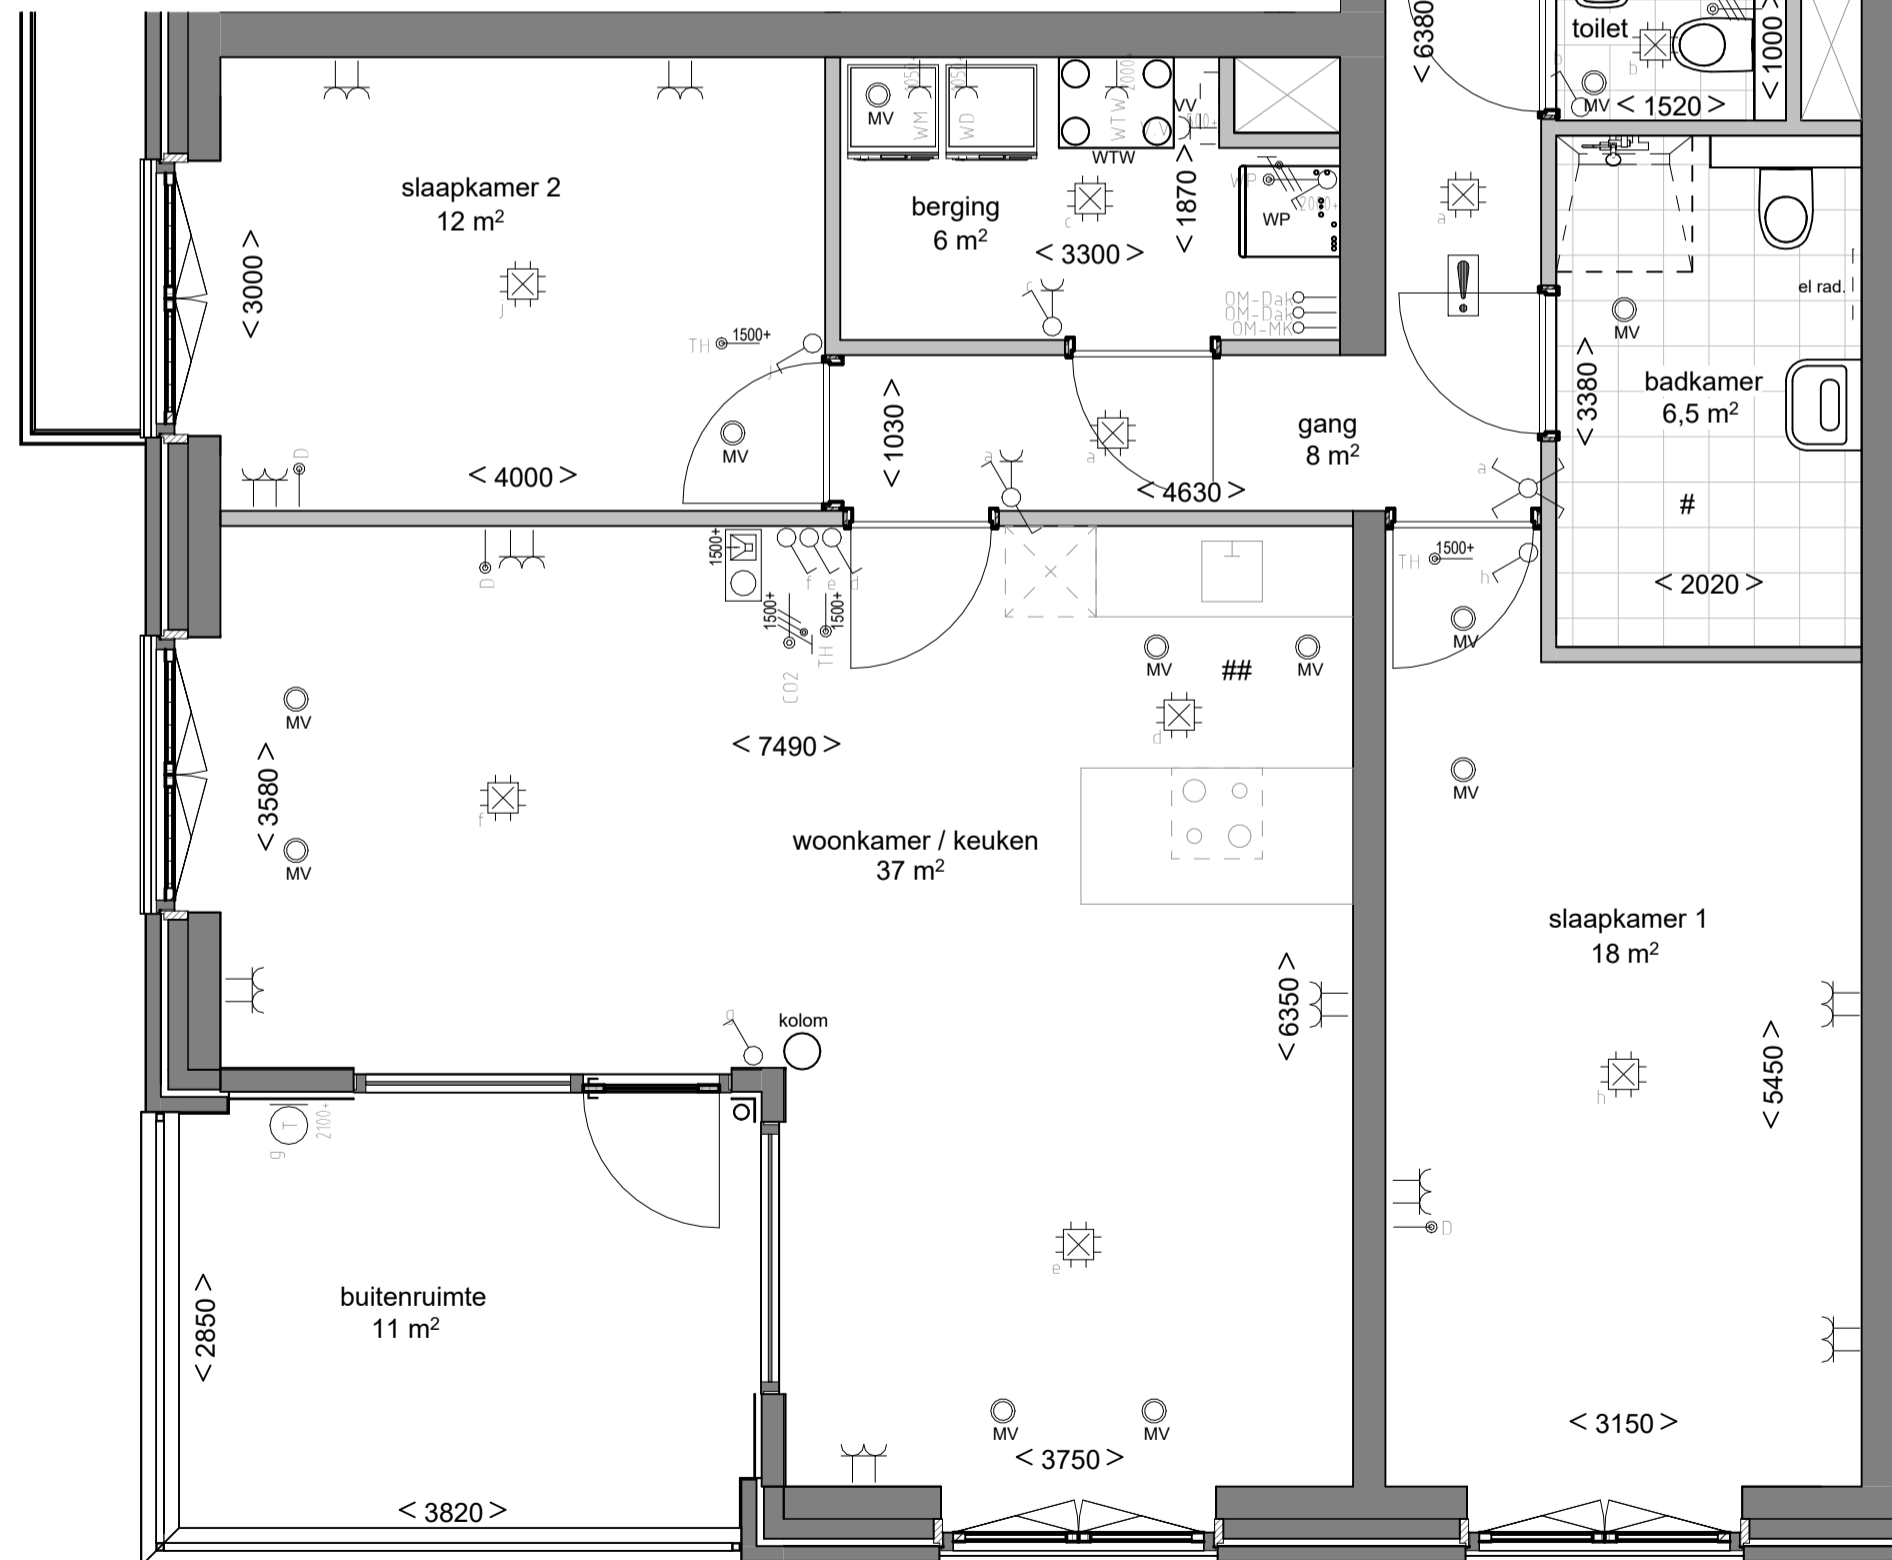 toilet
b
MV
< 1520 >
< 1000 >
< 6380
MV
WM
WD
1050+
1050+
2000+
WTW
WTW
VV
slaapkamer 2
12 m²
berging
6 m²
c
< 3300 >
< 1870 >
WP
WP
2000+
a
< 3000 >
j
TH
1500+
j
c
OM-Dak
OM-Dak
OM-MK
el rad.
MV
badkamer
6,5 m²
< 3380 >
#
< 2020 >
MV
< 4000 >
D
< 1030 >
a
a
gang
8 m²
< 4630 >
a
D
1500+
f
e
d
1500+
1500+
CO2
TH
TH
1500+
h
MV
MV
##
MV
d
MV
MV
MV
< 3580 >
f
< 7490 >
woonkamer / keuken
37 m²
slaapkamer 1
18 m²
g
kolom
< 6350 >
h
< 5450 >
T
2100+
g
D
e
buitenruimte
11 m²
< 2850 >
< 3820 >
MV
MV
< 3750 >
< 3150 >